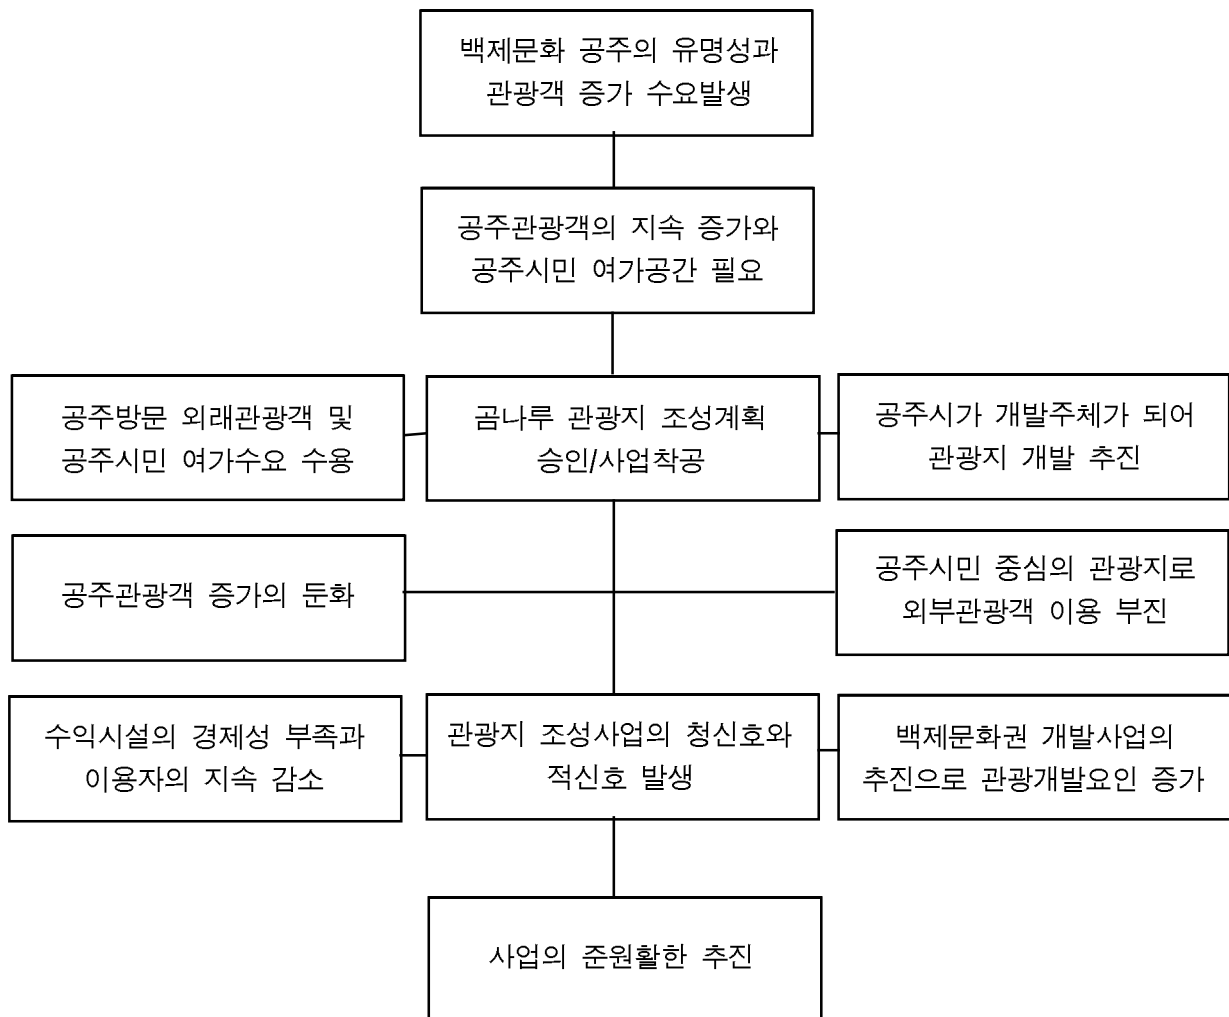 백제문화 공주의 유명성과
관광객 증가 수요발생
공주관광객의 지속 증가와
공주시민 여가공간 필요
공주방문 외래관광객 및
공주시민 여가수요 수용
곰나루 관광지 조성계획
승인/사업착공
공주시가 개발주체가 되어
관광지 개발 추진
공주관광객 증가의 둔화
공주시민 중심의 관광지로
외부관광객 이용 부진
수익시설의 경제성 부족과
이용자의 지속 감소
관광지 조성사업의 청신호와
적신호 발생
백제문화권 개발사업의
추진으로 관광개발요인 증가
사업의 준원활한 추진